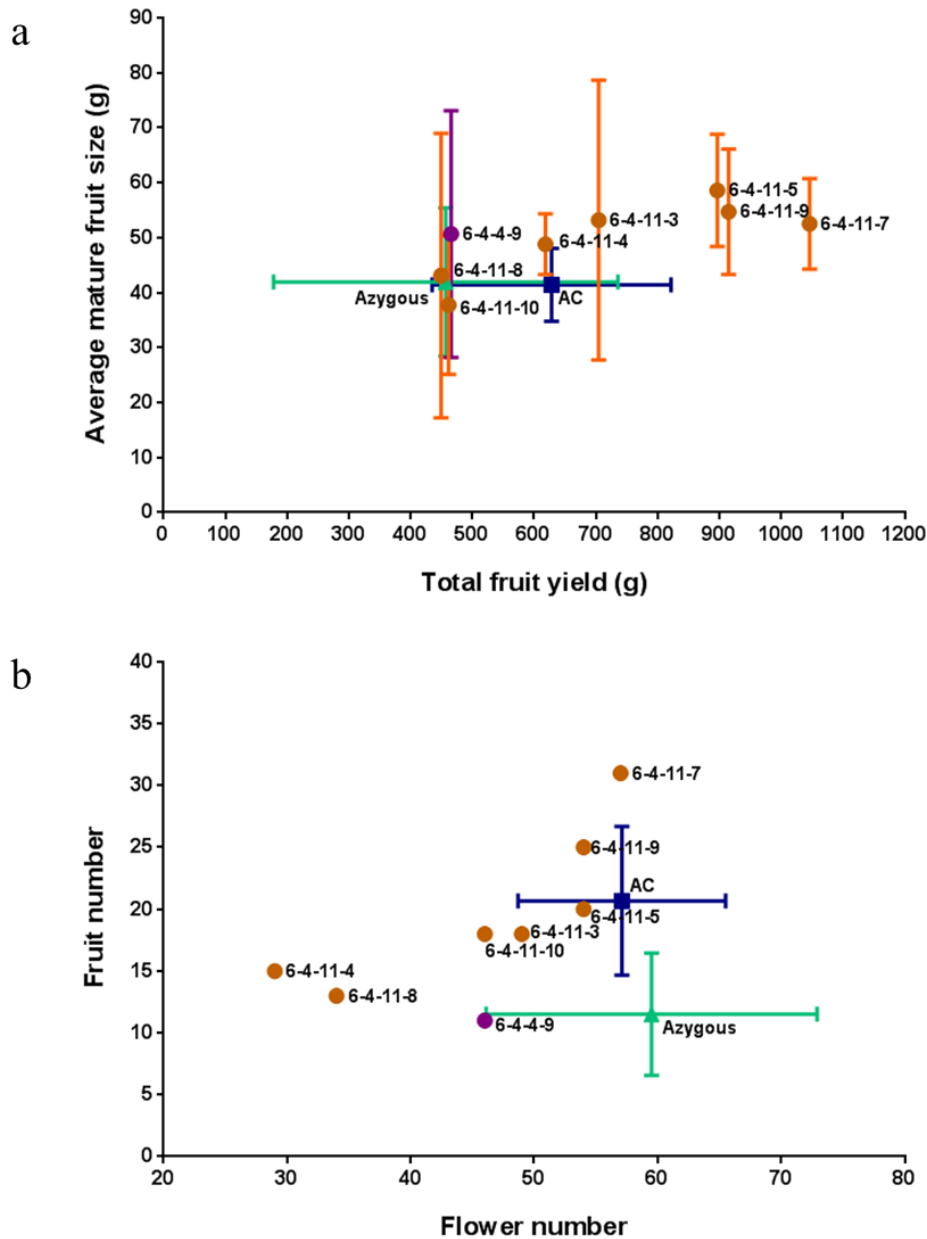 a
90
80
70
60
50
40
30
20
10
0
Average mature fruit size (g)
6-4-11-5
6-4-11-9
6-4-11-7
6-4-11-3
6-4-4-9
6-4-11-4
6-4-11-8
Azygous
AC
6-4-11-10
0 100 200 300 400 500 600 700 800 900 1000 1100 1200
Total fruit yield (g)
b
40
35
30
25
20
15
10
5
0
Fruit number
6-4-11-7
6-4-11-9
AC
6-4-11-5
6-4-11-3
6-4-11-10
6-4-11-4
6-4-11-8
6-4-4-9
Azygous
20 30 40 50 60 70 80
Flower number